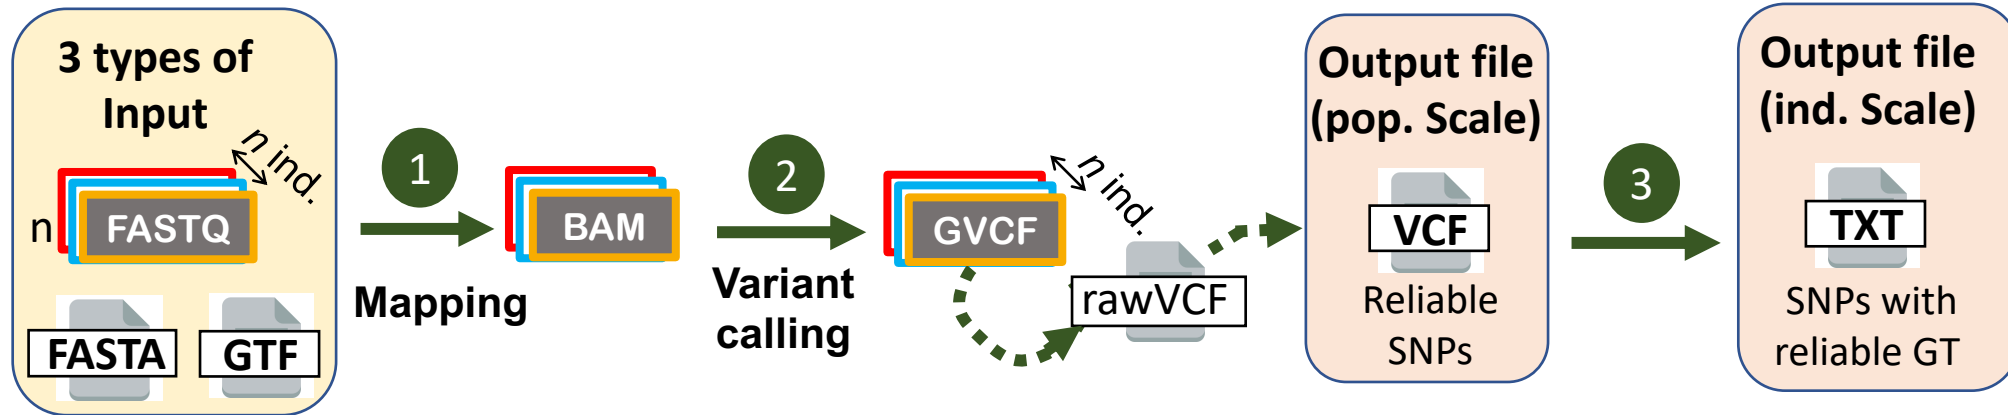 3 types of
Input
n ind.
n
FASTQ
FASTA
GTF
1
Mapping
BAM
2
Variant
calling
GVCF
n ind.
rawVCF
Output file
(pop. Scale)
VCF
Reliable
SNPs
3
Output file
(ind. Scale)
TXT
SNPs with
reliable GT